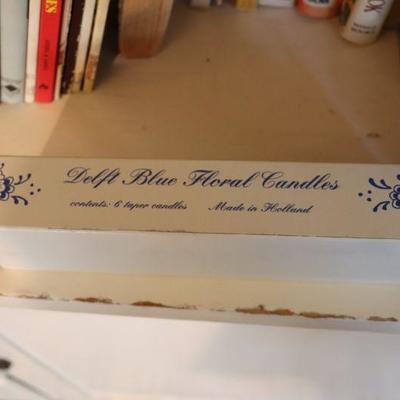 Delft Blue Floral Candles
contents: 6 taper candles Made in Holland